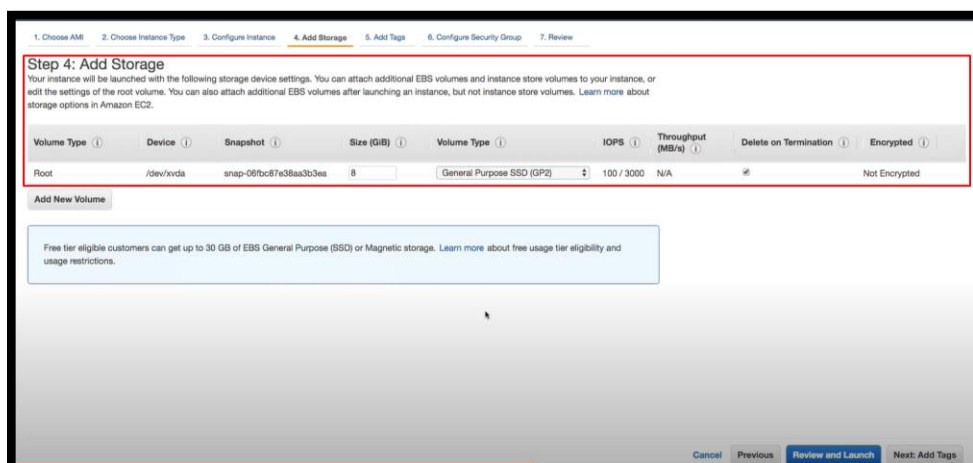 1. Choose AMI 2. Choose Instance Type 3. Configure Instance 4. Add Storage 5. Add Tags 6. Configure Security Group 7. Review
Step 4: Add Storage
Your instance will be launched with the following storage device settings. You can attach additional EBS volumes and instance store volumes to your instance, or
edit the settings of the root volume. You can also attach additional EBS volumes after launching an instance, but not instance store volumes. Learn more about
storage options in Amazon EC2.
Volume Type Device Snapshot Size (GiB) Volume Type IOPS Throughput (MB/s) Delete on Termination Encrypted
Root /dev/xvda snap-06fbc87e38aa3b3ea 8 General Purpose SSD (GP2) 100 / 3000 N/A Not Encrypted
Add New Volume
Free tier eligible customers can get up to 30 GB of EBS General Purpose (SSD) or Magnetic storage. Learn more about free usage tier eligibility and
usage restrictions.
Cancel Previous Review and Launch Next: Add Tags